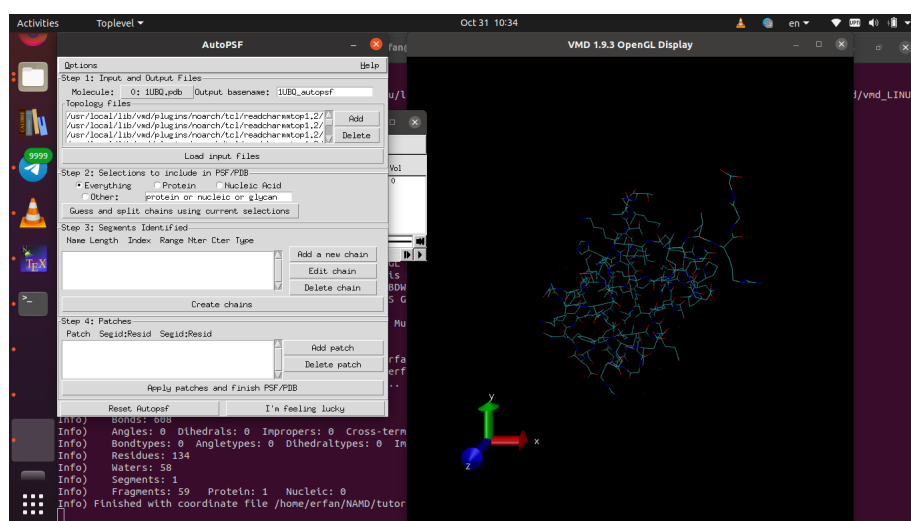 Activities
Toplevel
Oct 31 10:34
en
AutoPSF
Options
Help
Step 1: Input and Output Files
Molecule: 0: 1UBQ.pdb Output basename: 1UBQ_autopsf
Topology files
/usr/local/lib/vmd/plugins/noarch/tcl/readcharmmtop1.2/
/usr/local/lib/vmd/plugins/noarch/tcl/readcharmmtop1.2/
/usr/local/lib/vmd/plugins/noarch/tcl/readcharmmtop1.2/
Add
Delete
Load input files
Step 2: Selections to include in PSF/PDB
Everything Protein Nucleic Acid
Other: protein or nucleic or glycan
Guess and split chains using current selections
Step 3: Segments Identified
Name Length Index Range Nter Cter Type
Add a new chain
Edit chain
Delete chain
Create chains
Step 4: Patches
Patch Segid:Resid Segid:Resid
Add patch
Delete patch
Apply patches and finish PSF/PDB
Reset Autopsf
I'm feeling lucky
9999
TEX
Vol
0
VMD 1.9.3 OpenGL Display
y
x
z
d/vmd_LINU
Info) Bonds: 608
Info) Angles: 0 Dihedrals: 0 Impropers: 0 Cross-term
Info) Bondtypes: 0 Angletypes: 0 Dihedraltypes: 0 Im
Info) Residues: 134
Info) Waters: 58
Info) Segments: 1
Info) Fragments: 59 Protein: 1 Nucleic: 0
Info) Finished with coordinate file /home/erfan/NAMD/tutor